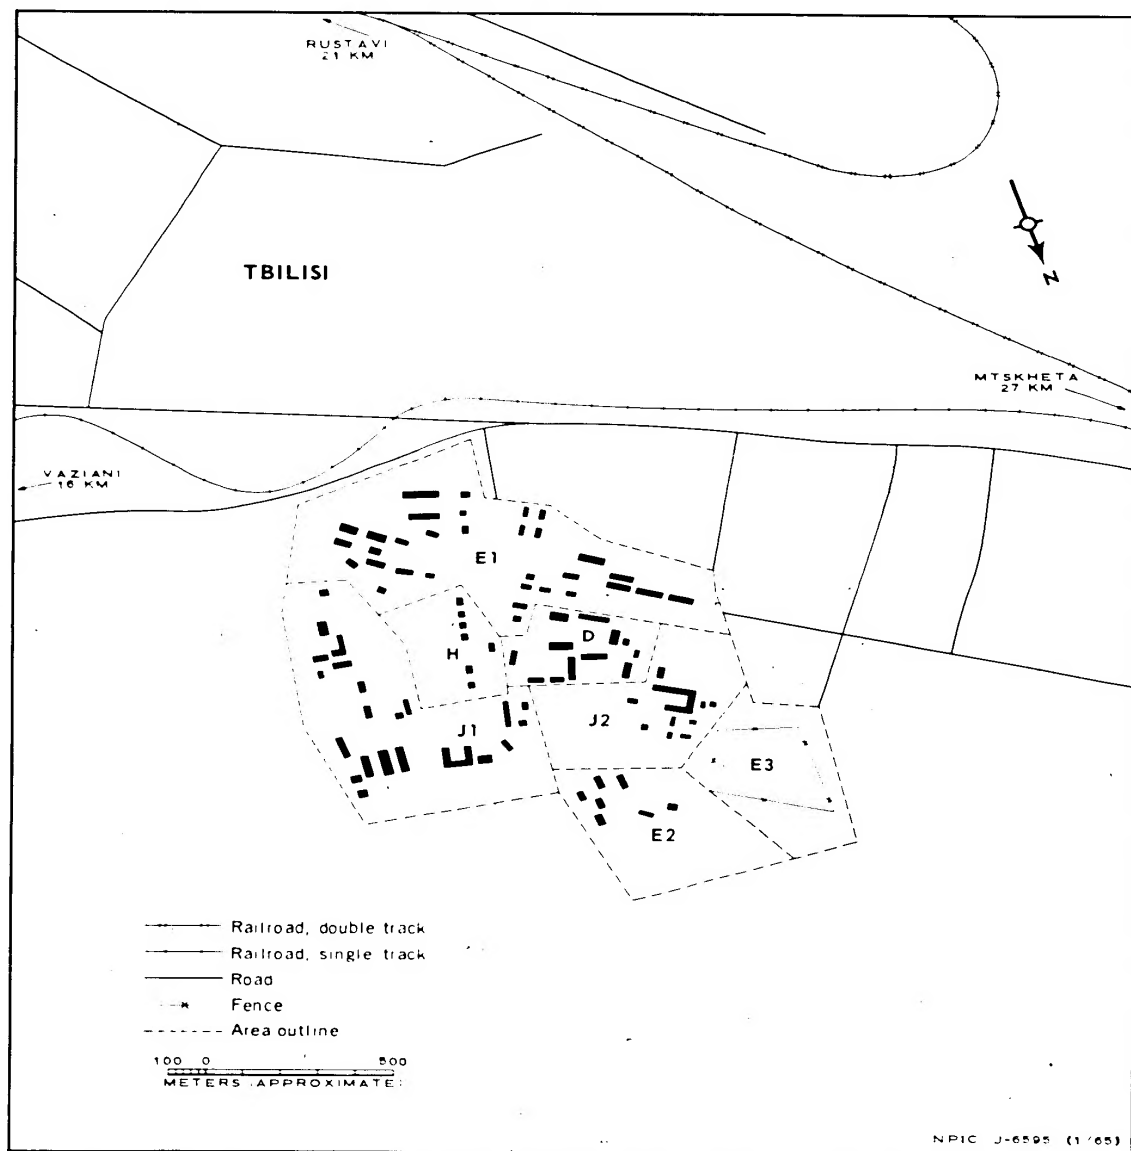 RUSTAVI
21 KM
TBILISI
N
MTSKHETA
27 KM
VAZIANI
16 KM
E1
D
H
J1
J2
E3
E2
Railroad, double track
Railroad, single track
Road
Fence
Area outline
100 0 500
METERS (APPROXIMATE)
NPIC J-6595 (1/65)